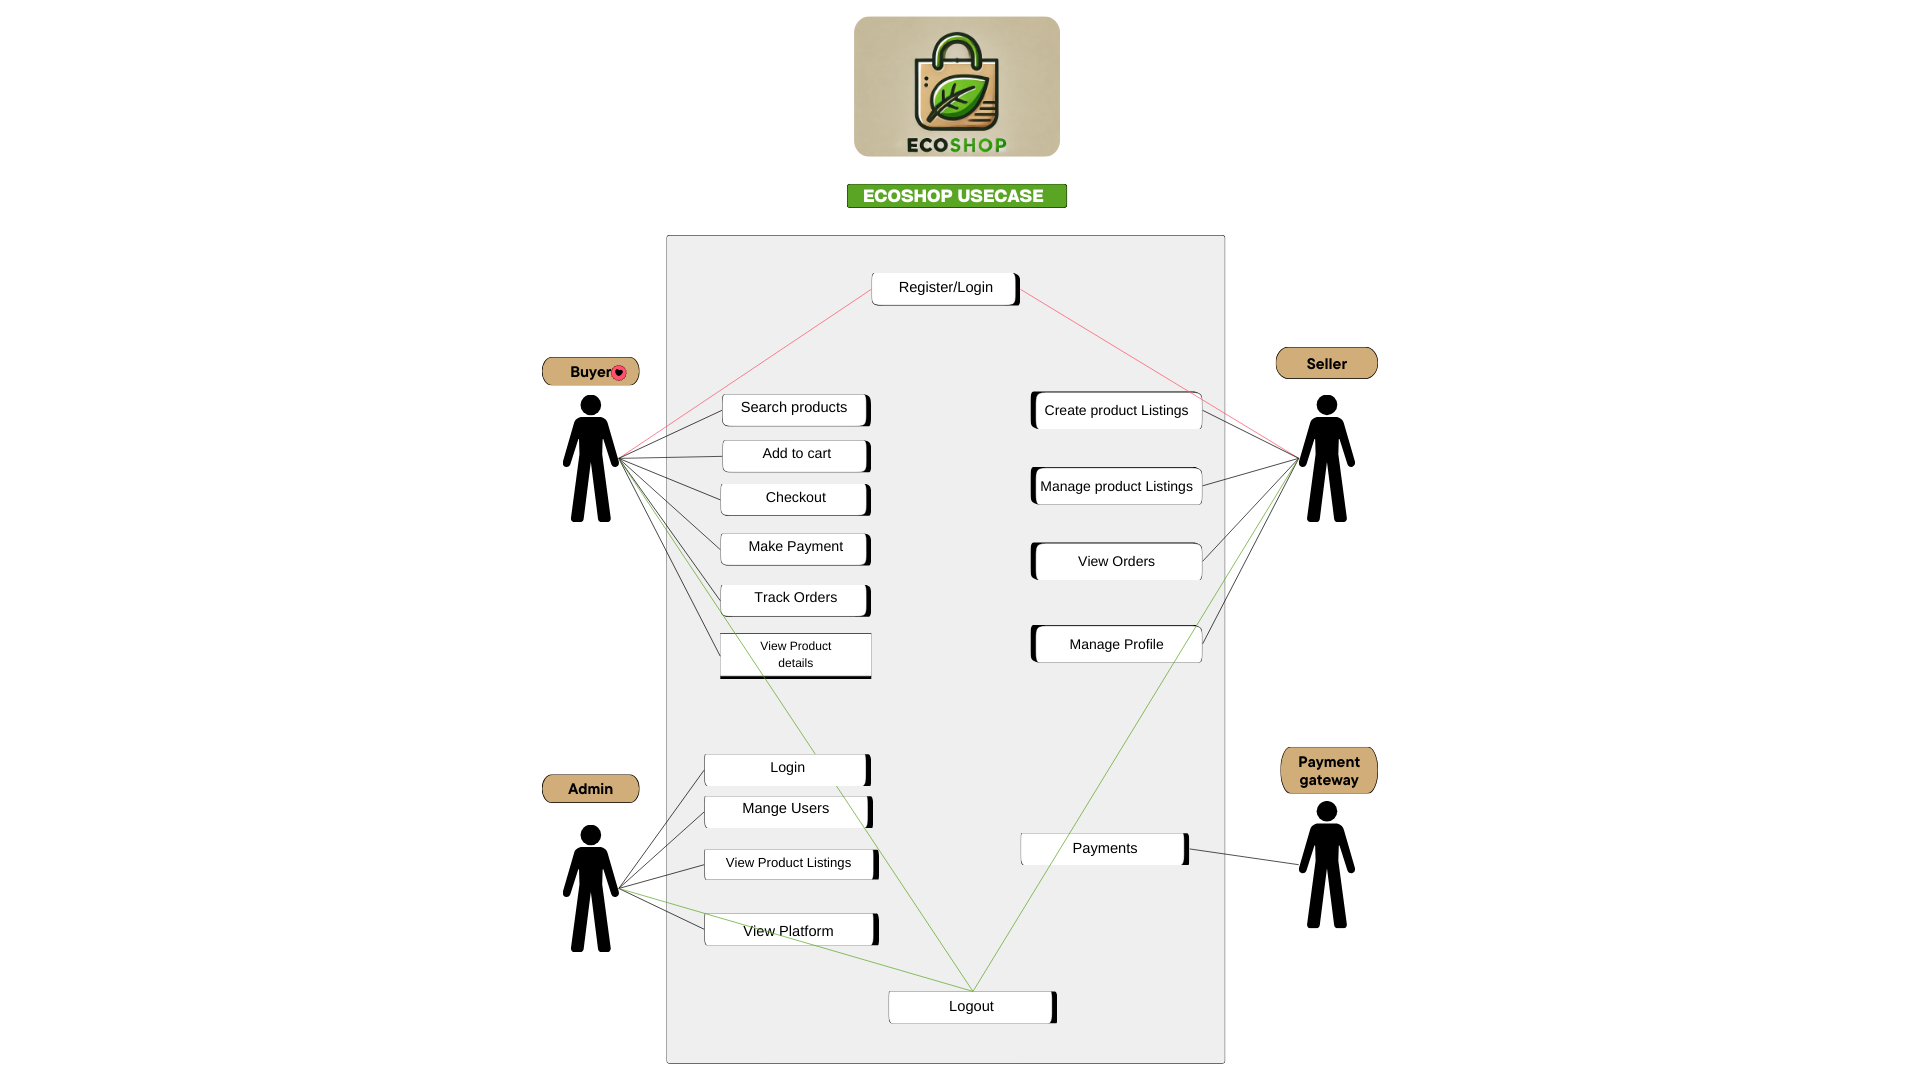 ECOSHOP
ECOSHOP USECASE
Register/Login
Buyer
Seller
Search products
Add to cart
Checkout
Make Payment
Track Orders
View Product
details
Create product Listings
Manage product Listings
View Orders
Manage Profile
Admin
Login
Mange Users
View Product Listings
View Platform
Payment
gateway
Payments
Logout